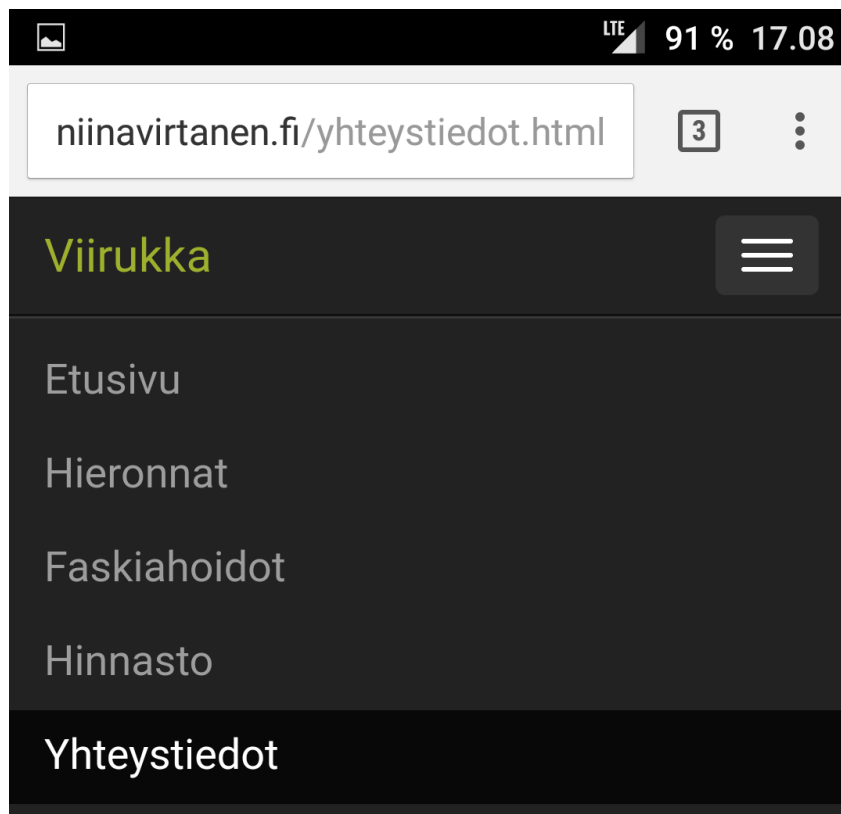 LTE 91 % 17.08
niinavirtanen.fi/yhteystiedot.html 3
Viirukka
Etusivu
Hieronnat
Faskiahoidot
Hinnasto
Yhteystiedot